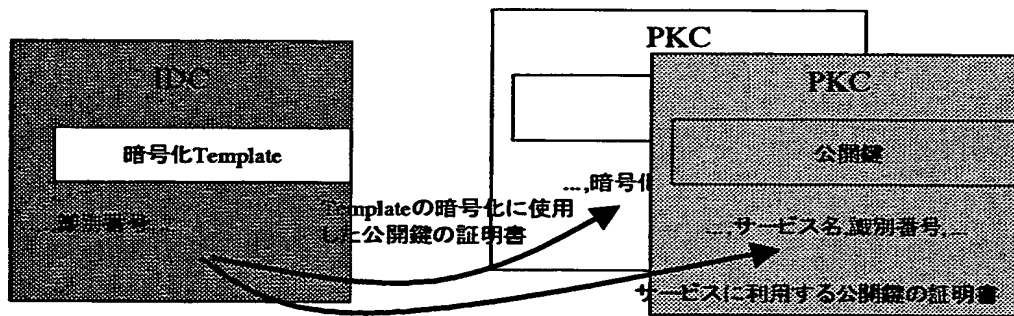 PKC
IDC
PKC
暗号化Template
公開鍵
...,暗号化
...,識別番号,...
Templateの暗号化に使用
した公開鍵の証明書
...,サービス名,識別番号,...
サービスに利用する公開鍵の証明書